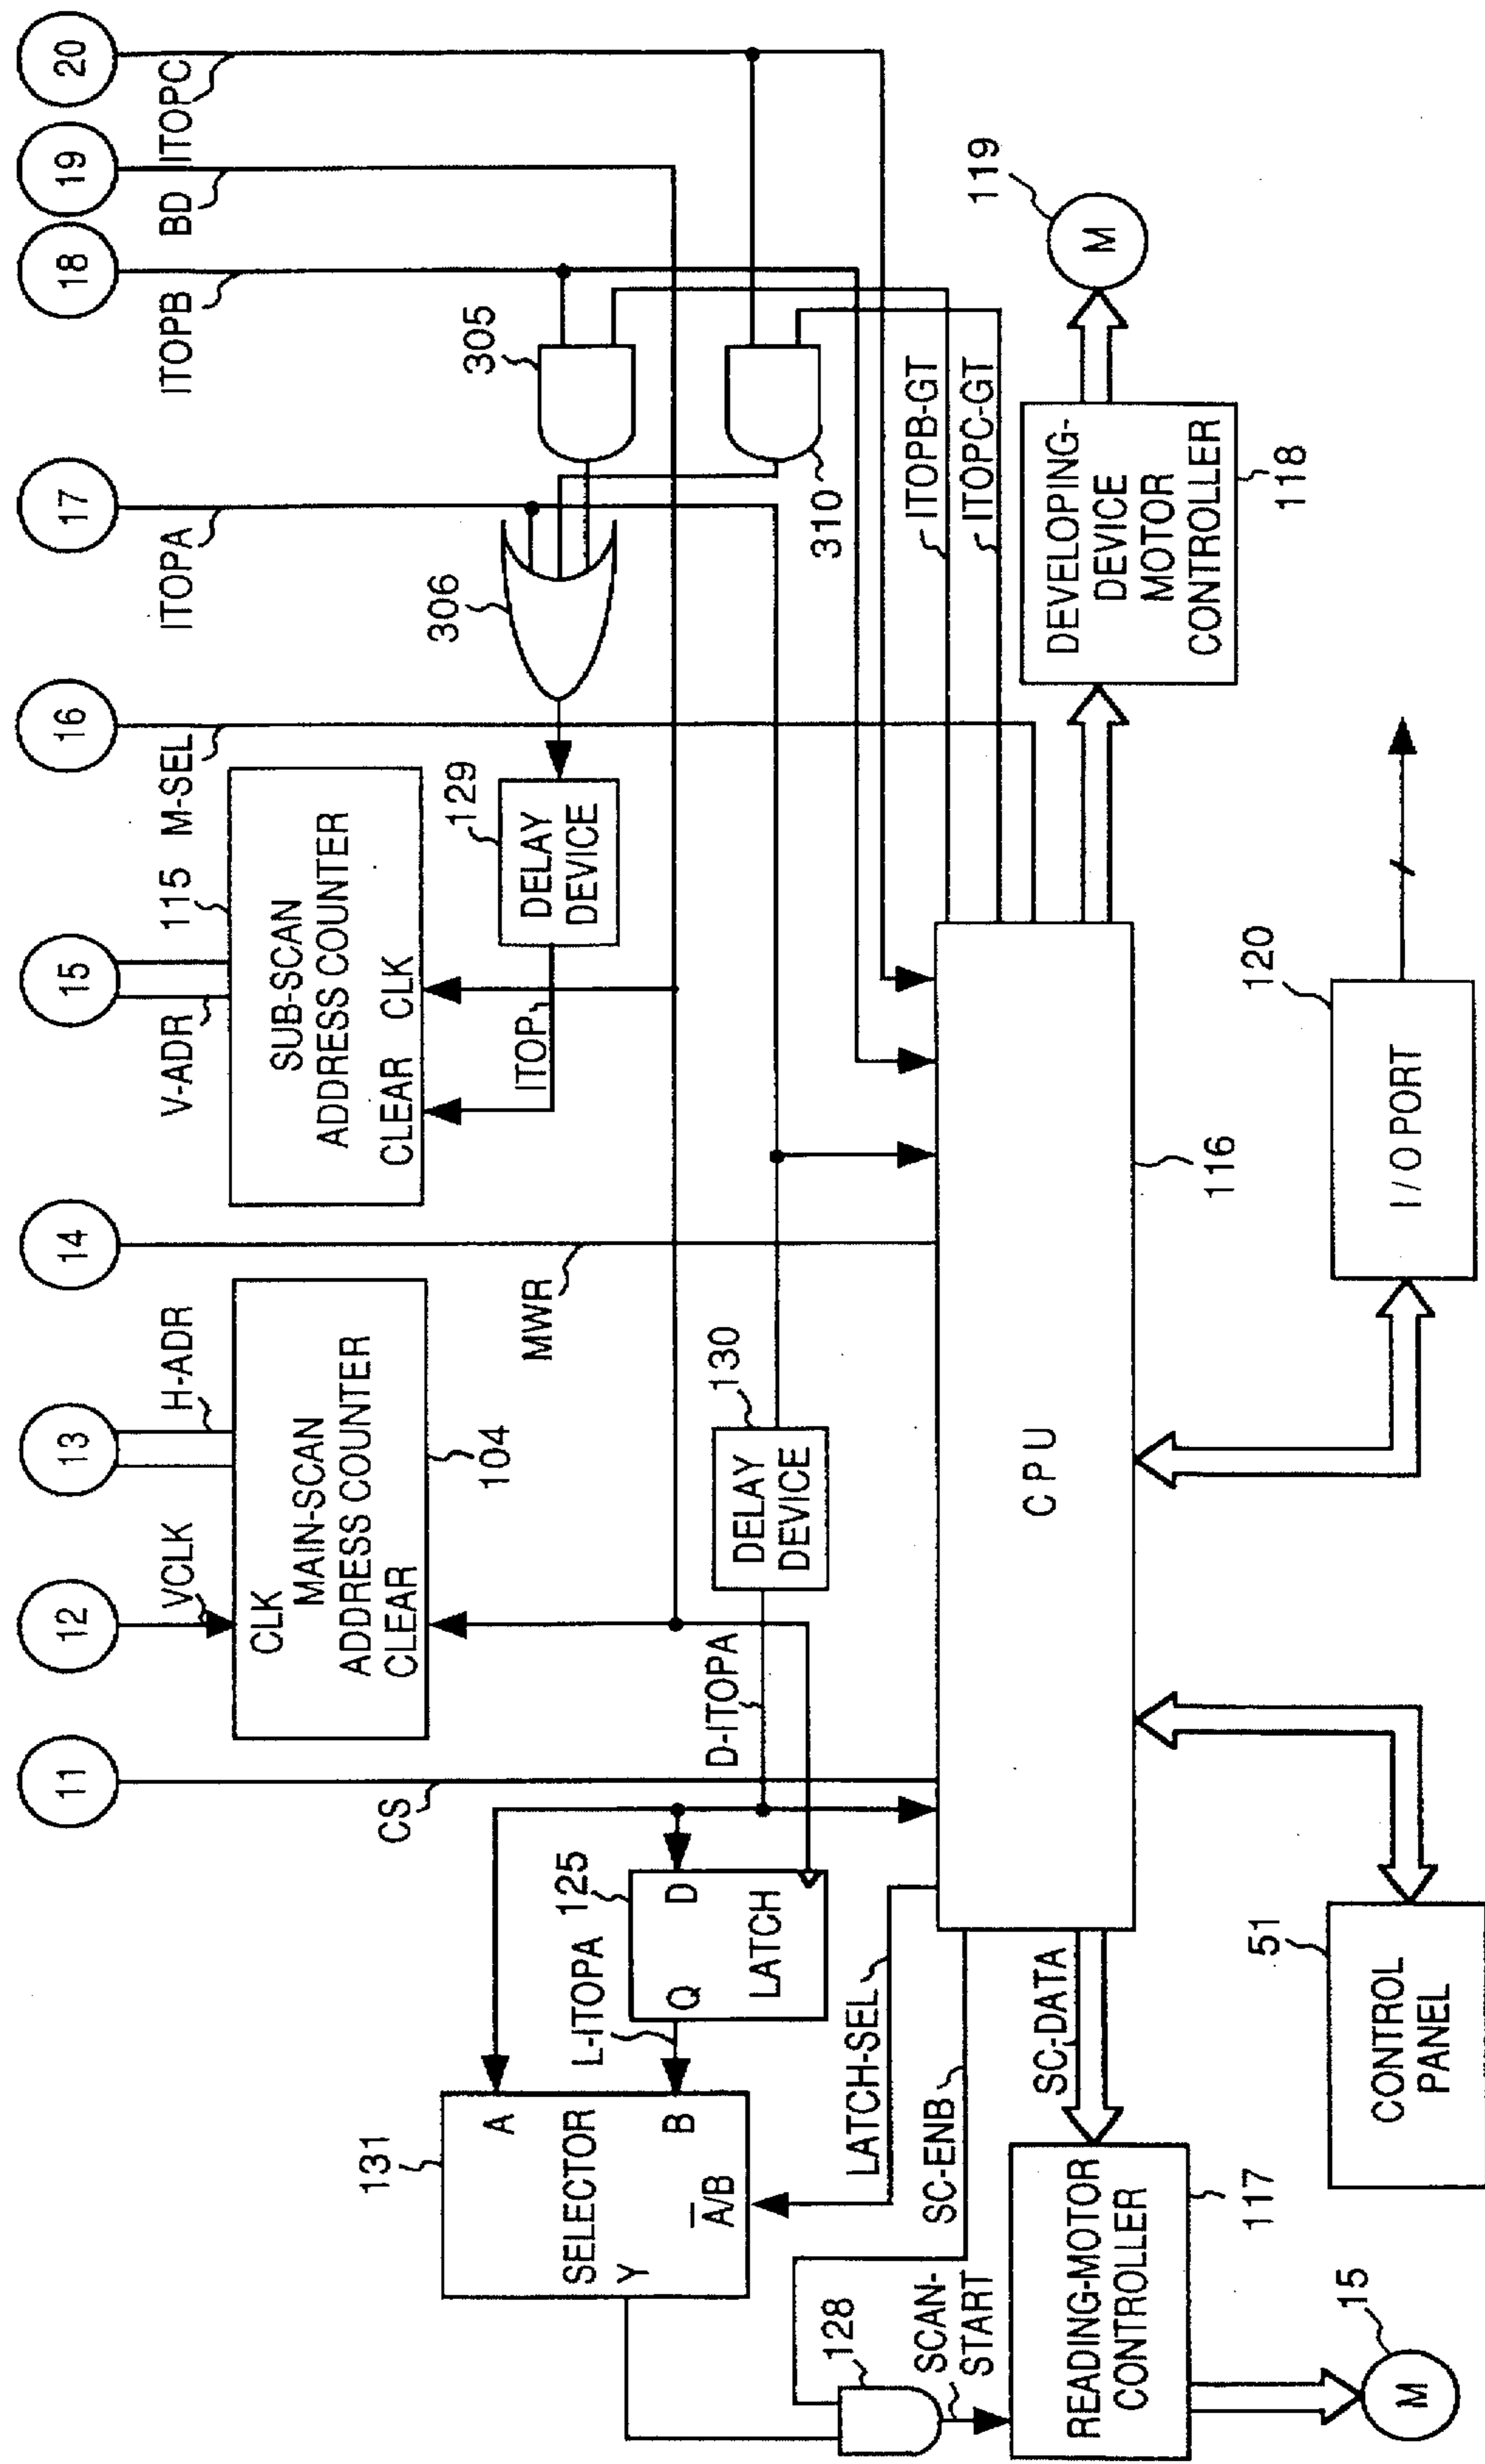 11
12
13
14
15
16
17
18
19
20
CS
VCLK
H-ADR
MWR
V-ADR
M-SEL
ITOPA
ITOPB
BD
ITOPC
CLK
MAIN-SCAN
ADDRESS COUNTER
CLEAR
104
115
SUB-SCAN
ADDRESS COUNTER
CLEAR CLK
ITOP
129
DELAY
DEVICE
306
305
310
131
A
SELECTOR
B
Y
A/B
L-ITOPA
125
D
Q
LATCH
D-ITOPA
130
DELAY
DEVICE
LATCH-SEL
SC-ENB
128
SCAN-
START
SC-DATA
CPU
116
ITOPB-GT
ITOPC-GT
READING-MOTOR
CONTROLLER
117
15
M
51
CONTROL
PANEL
120
I/O PORT
DEVELOPING-
DEVICE
MOTOR
CONTROLLER
118
119
M